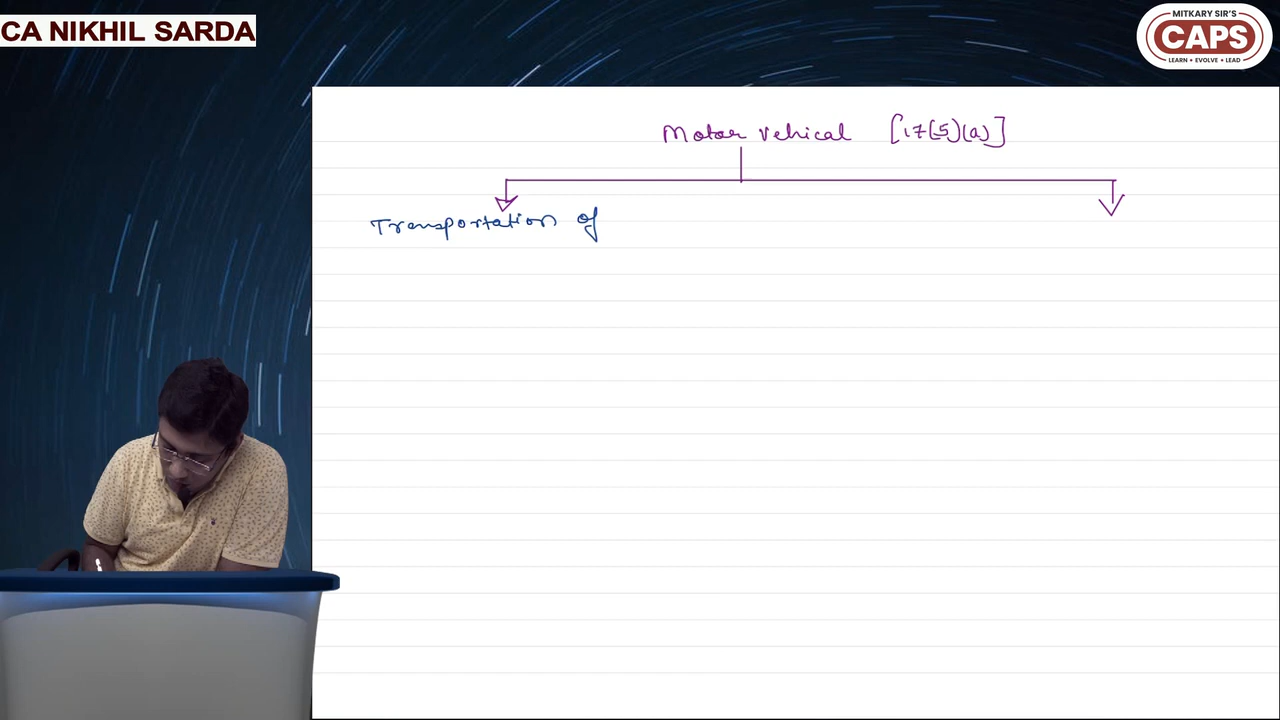 CA NIKHIL SARDA
MITKARY SIR'S
CAPS
LEARN • EVOLVE • LEAD
Motor vehical [17(5)(a)]
Transportation of